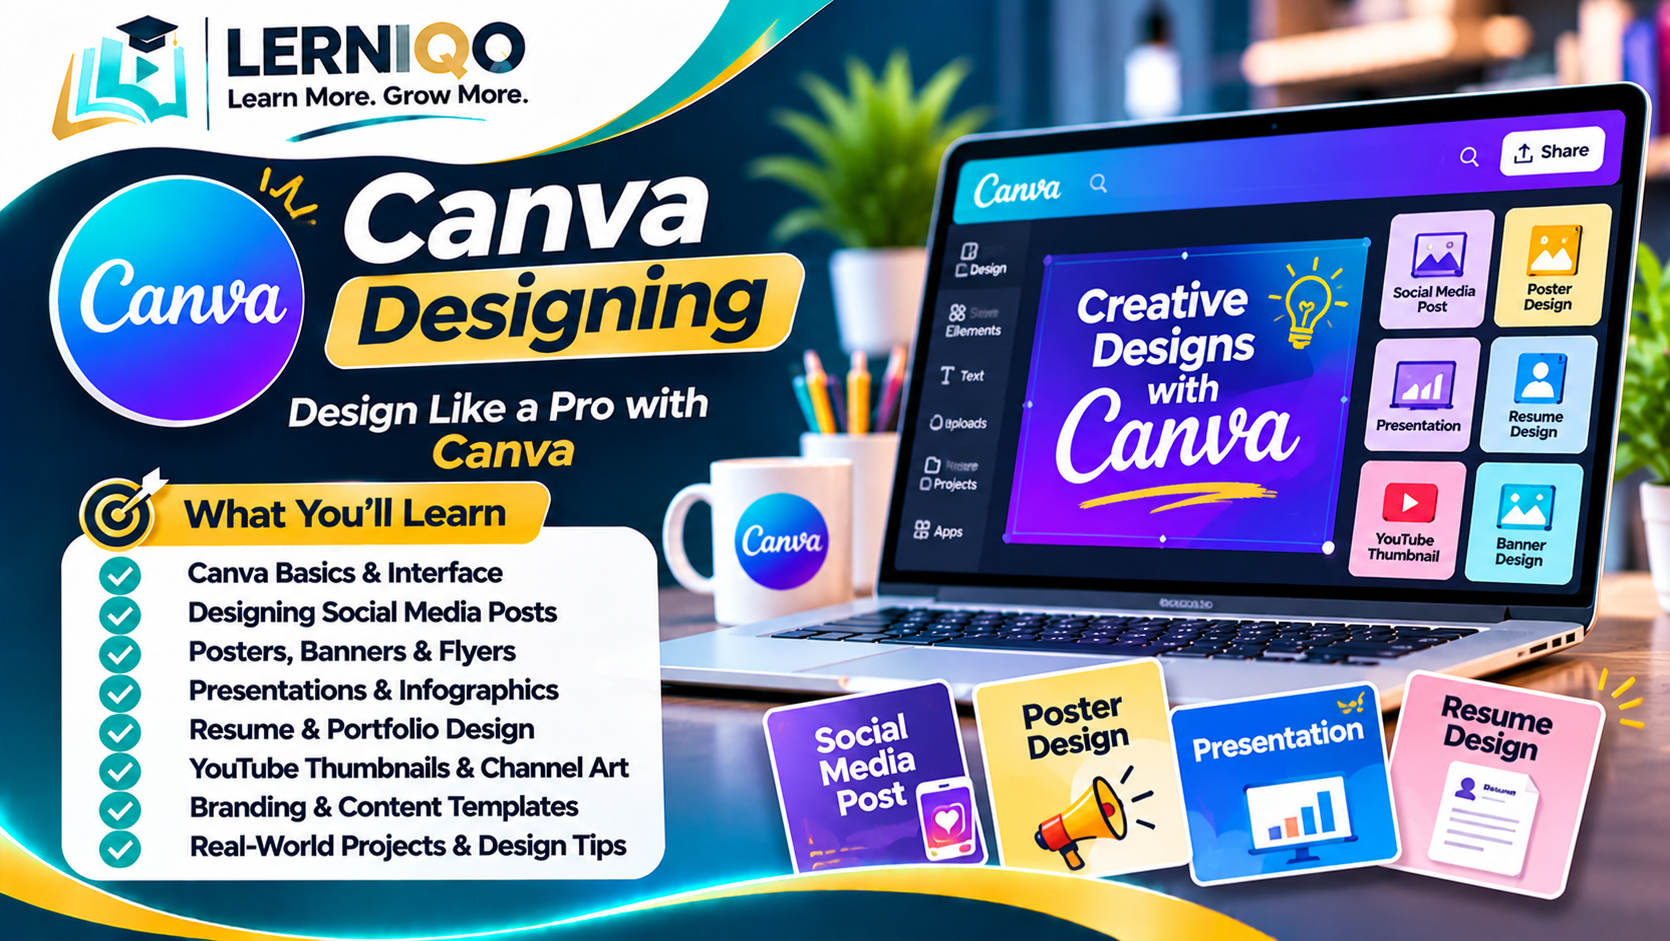 LERNIQO
Learn More. Grow More.
Canva
Canva
Designing
Design Like a Pro with
Canva
What You'll Learn
Canva Basics & Interface
Designing Social Media Posts
Posters, Banners & Flyers
Presentations & Infographics
Resume & Portfolio Design
YouTube Thumbnails & Channel Art
Branding & Content Templates
Real-World Projects & Design Tips
Canva
Canva
Share
Design
Elements
Text
Projects
Apps
Creative
Designs
with
Canva
Social Media
Post
Poster
Design
Presentation
Resume
Design
YouTube
Thumbnail
Banner
Design
Social
Media
Post
Poster
Design
Presentation
Resume
Design